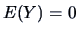 E(Y) = 0